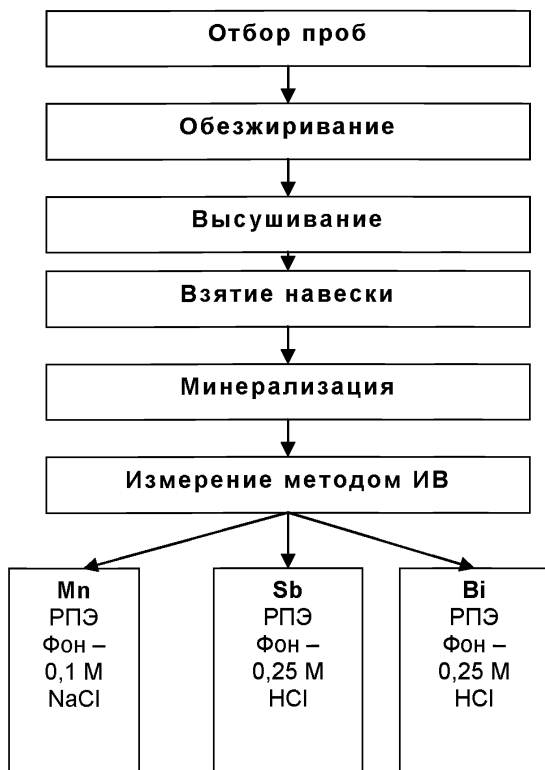 Отбор проб
Обезжиривание
Высушивание
Взятие навески
Минерализация
Измерение методом ИВ
Mn
РПЭ
Фон –
0,1 М
NaCl
Sb
РПЭ
Фон –
0,25 М
HCl
Bi
РПЭ
Фон –
0,25 М
HCl